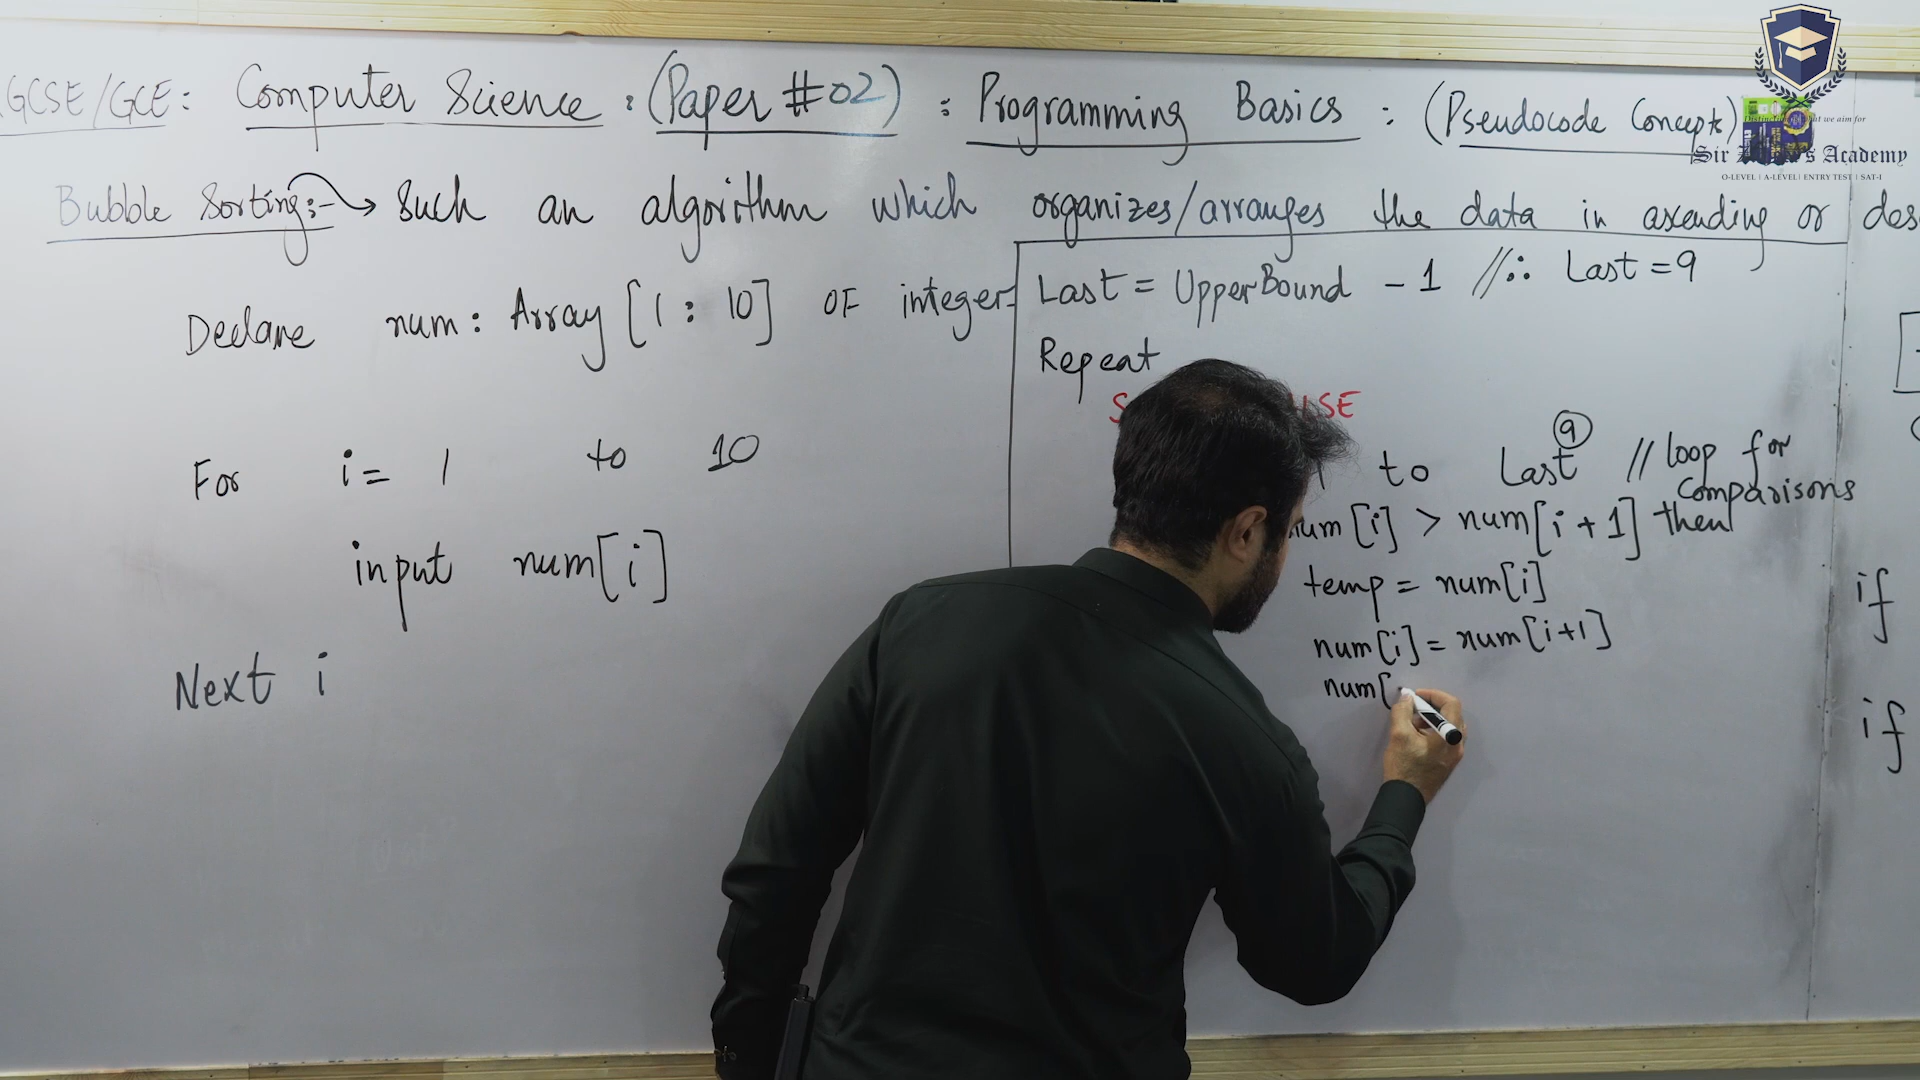 GCSE/GCE: Computer Science : (Paper #02) : Programming Basics : (Pseudocode Concepts)
Bubble Sorting:- → Such an algorithm which organizes/arranges the data in ascending or des
Declare num: Array [1 : 10] OF integer
For i = 1 to 10
input num[i]
Next i
Last = UpperBound - 1 //∴ Last = 9
Repeat
9
to Last // loop for
Comparisons
num[i] > num[i + 1] then
temp = num[i]
num[i] = num[i+1]
num[
if
if
Sir Academy
O-LEVEL | A-LEVEL | ENTRY TEST | SAT-I